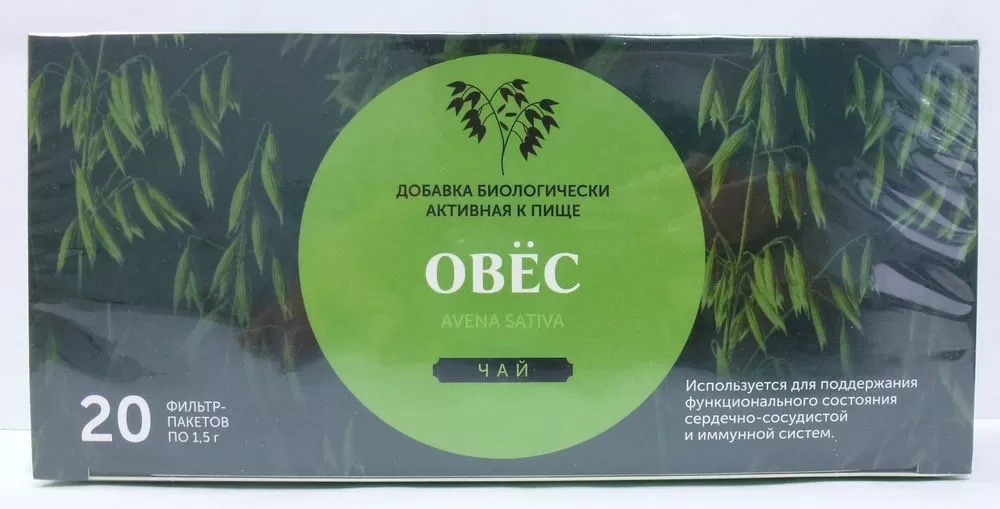 ДОБАВКА БИОЛОГИЧЕСКИ
АКТИВНАЯ К ПИЩЕ
ОВЁС
AVENA SATIVA
ЧАЙ
20
ФИЛЬТР-
ПАКЕТОВ
ПО 1,5 г
Используется для поддержания
функционального состояния
сердечно-сосудистой
и иммунной систем.